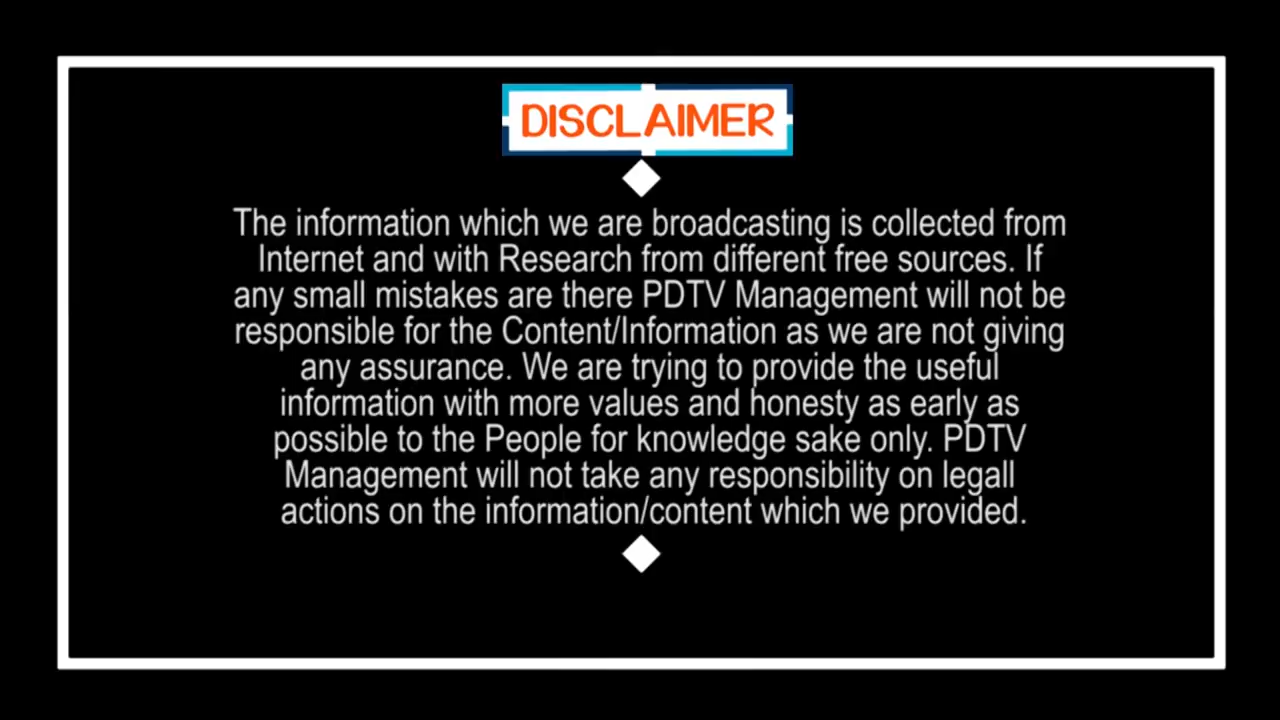 DISCLAIMER
The information which we are broadcasting is collected from
Internet and with Research from different free sources. If
any small mistakes are there PDTV Management will not be
responsible for the Content/Information as we are not giving
any assurance. We are trying to provide the useful
information with more values and honesty as early as
possible to the People for knowledge sake only. PDTV
Management will not take any responsibility on legall
actions on the information/content which we provided.